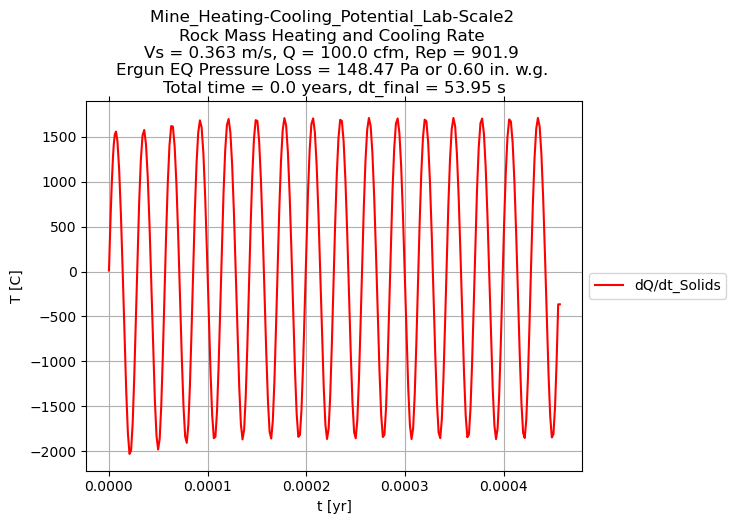 Mine_Heating-Cooling_Potential_Lab-Scale2
Rock Mass Heating and Cooling Rate
Vs = 0.363 m/s, Q = 100.0 cfm, Rep = 901.9
Ergun EQ Pressure Loss = 148.47 Pa or 0.60 in. w.g.
Total time = 0.0 years, dt_final = 53.95 s
T [C]
1500
1000
500
0
−500
−1000
−1500
−2000
0.0000
0.0001
0.0002
0.0003
0.0004
t [yr]
dQ/dt_Solids